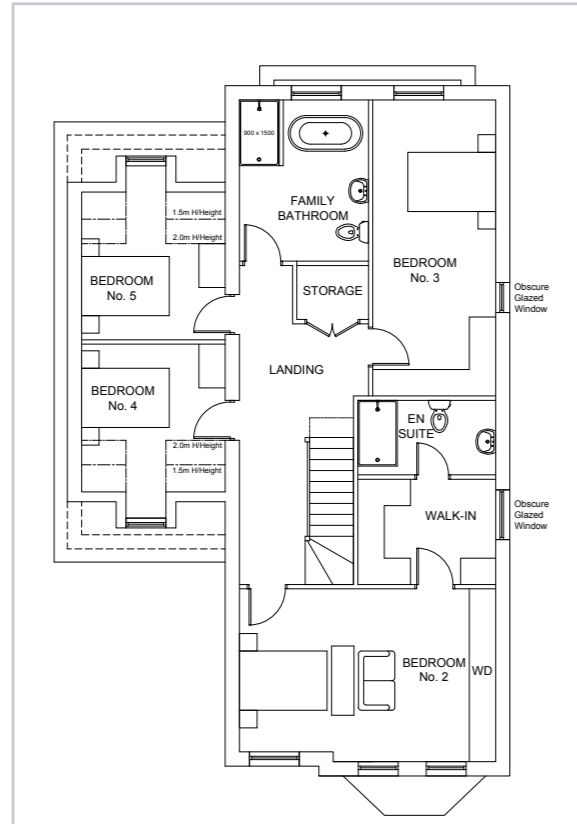 900 x 1500
FAMILY
BATHROOM
1.5m H/Height
2.0m H/Height
BEDROOM
No. 5
STORAGE
BEDROOM
No. 3
Obscure
Glazed
Window
LANDING
BEDROOM
No. 4
2.0m H/Height
1.5m H/Height
EN
SUITE
WALK-IN
Obscure
Glazed
Window
BEDROOM
No. 2
WD